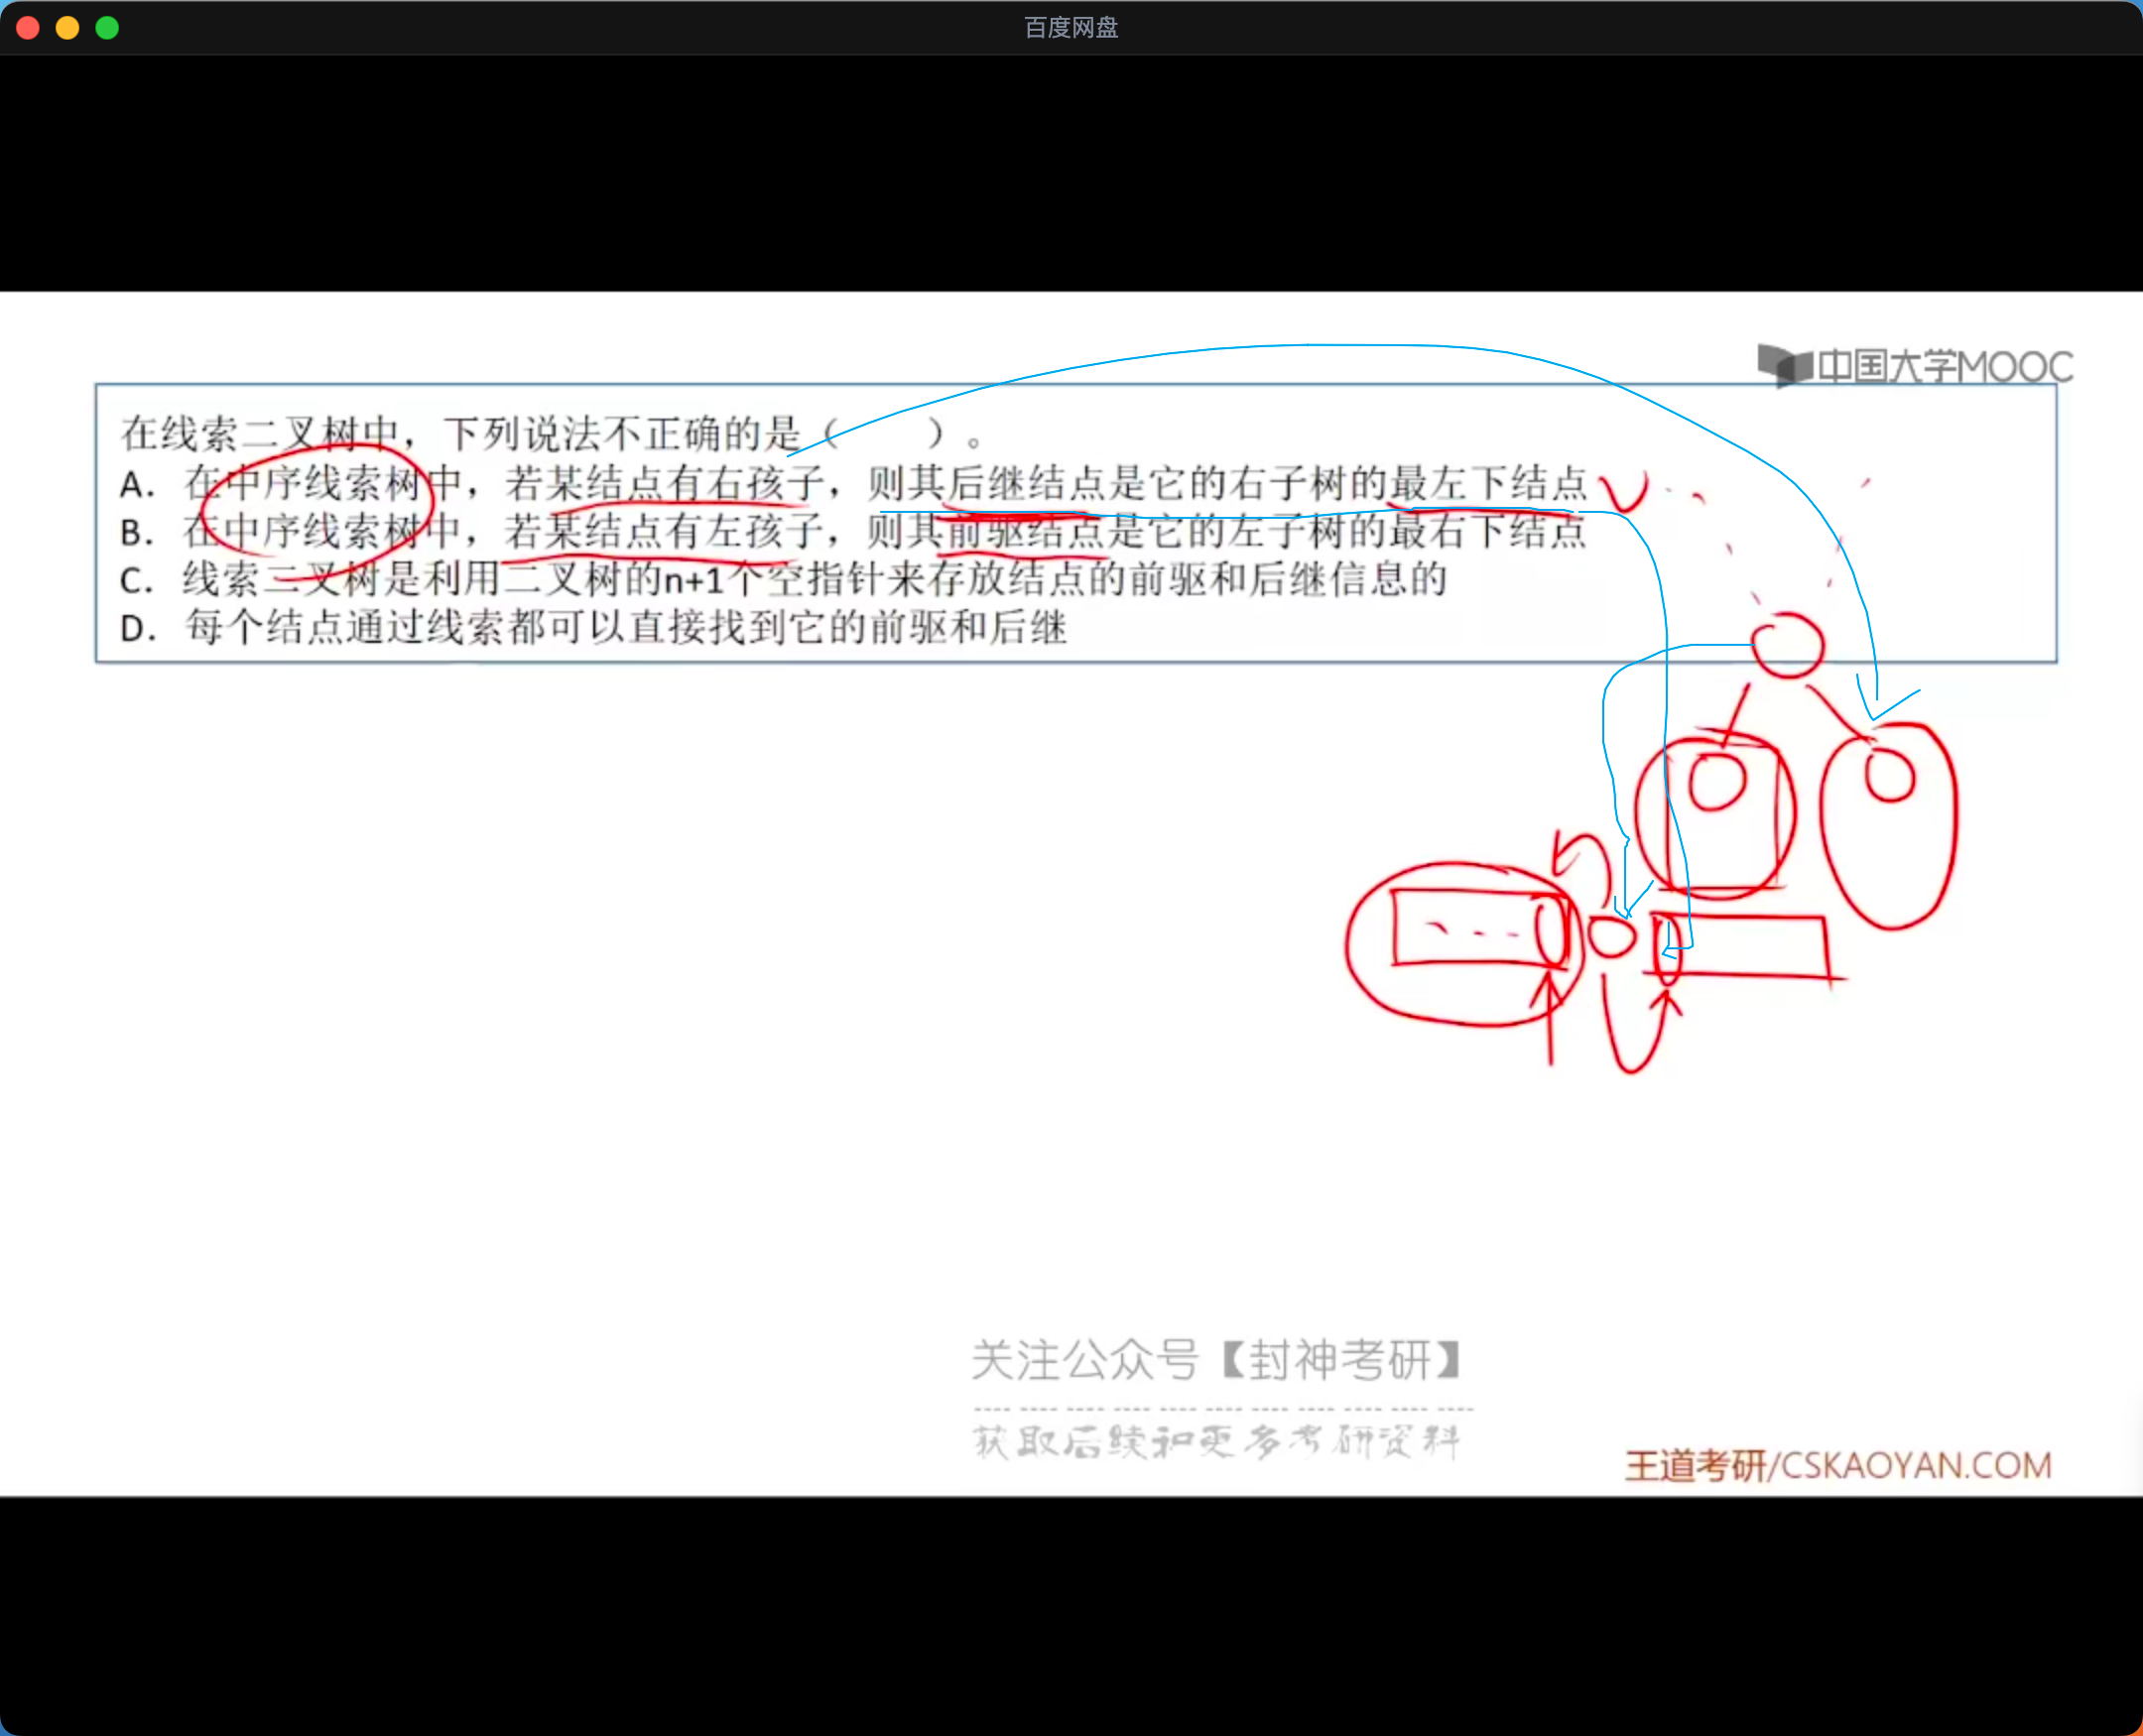 百度网盘
中国大学MOOC
在线索二叉树中，下列说法不正确的是（　　）。
A. 在中序线索树中，若某结点有右孩子，则其后继结点是它的右子树的最左下结点
B. 在中序线索树中，若某结点有左孩子，则其前驱结点是它的左子树的最右下结点
C. 线索二叉树是利用二叉树的n+1个空指针来存放结点的前驱和后继信息的
D. 每个结点通过线索都可以直接找到它的前驱和后继
关注公众号【封神考研】
获取后续和更多考研资料
王道考研/CSKAOYAN.COM